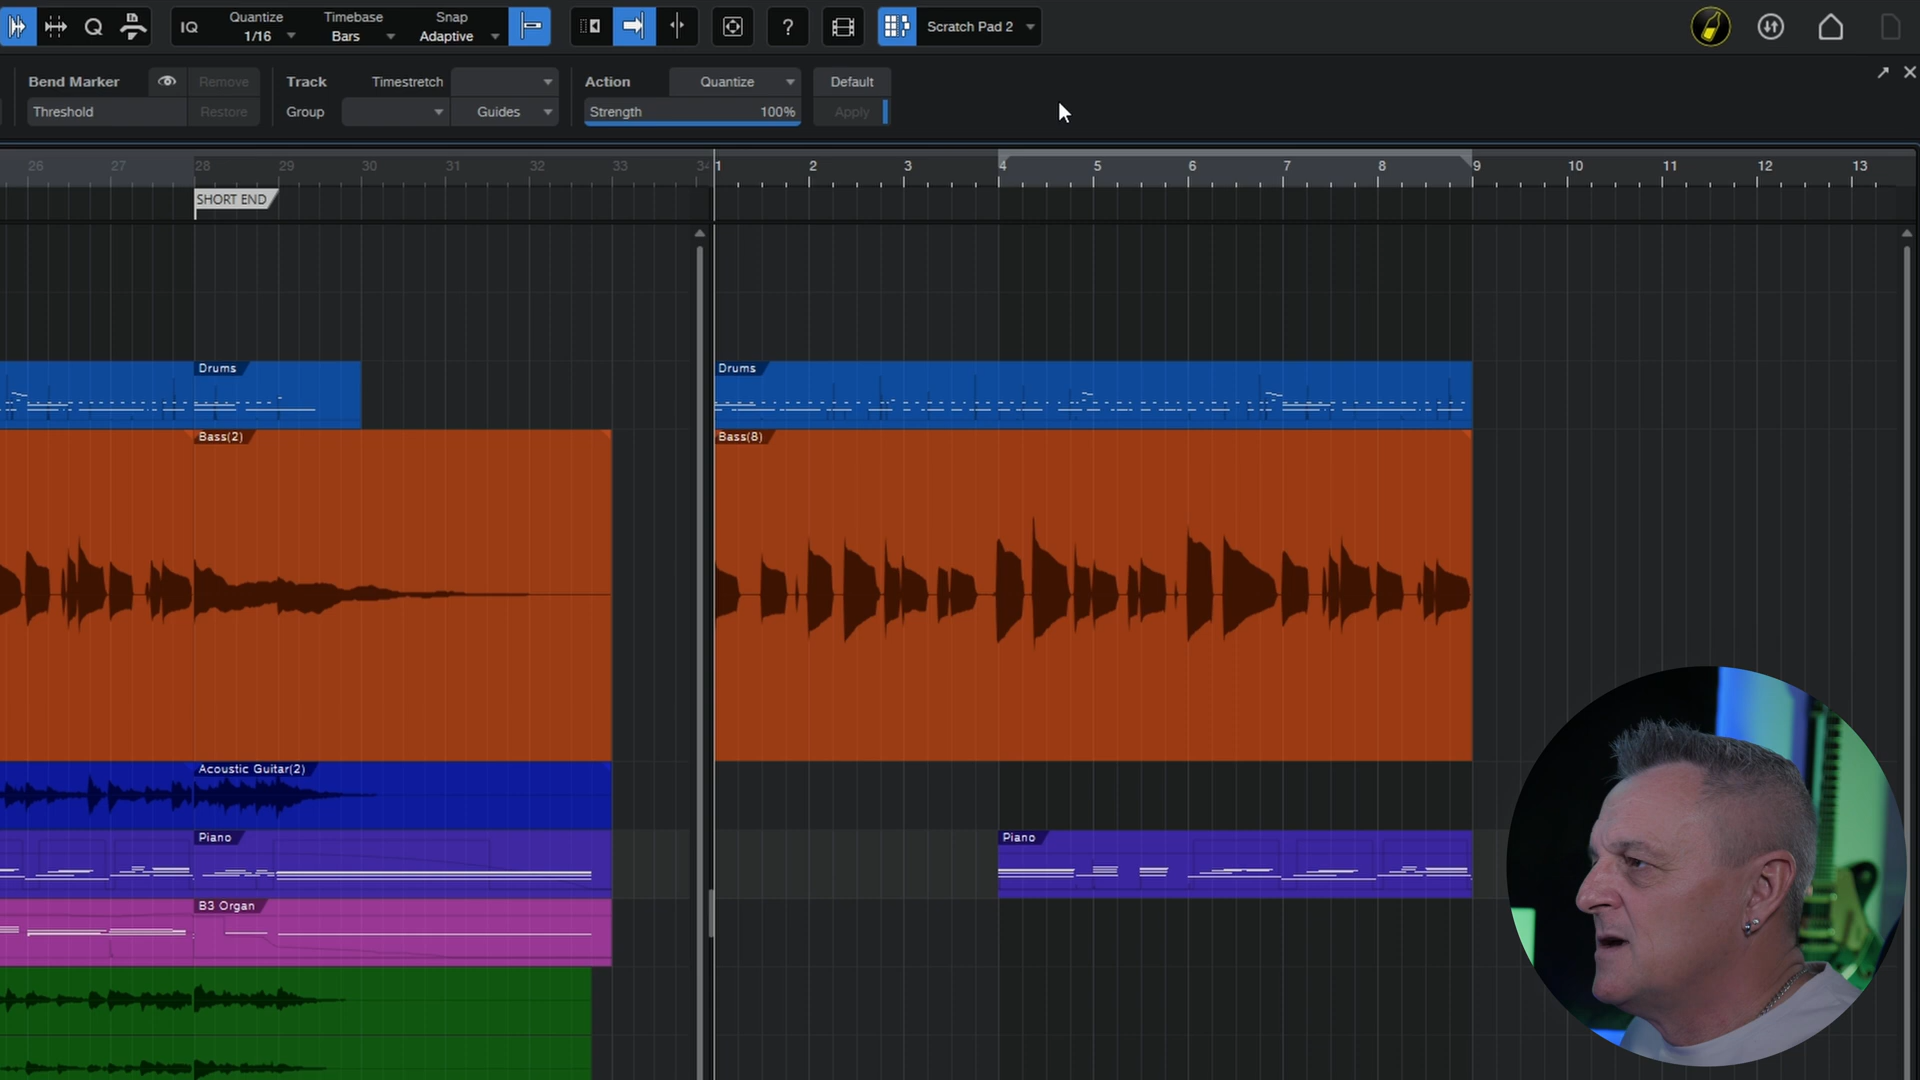 IQ
Quantize
1/16
Timebase
Bars
Snap
Adaptive
?
Scratch Pad 2
Bend Marker
Remove
Track
Timestretch
Action
Quantize
Default
Threshold
Restore
Group
Guides
Strength
100%
Apply
26 27 28 29 30 31 32 33 34
1 2 3 4 5 6 7 8 9 10 11 12 13
SHORT END
Drums
Drums
Bass(2)
Bass(8)
Acoustic Guitar(2)
Piano
Piano
B3 Organ